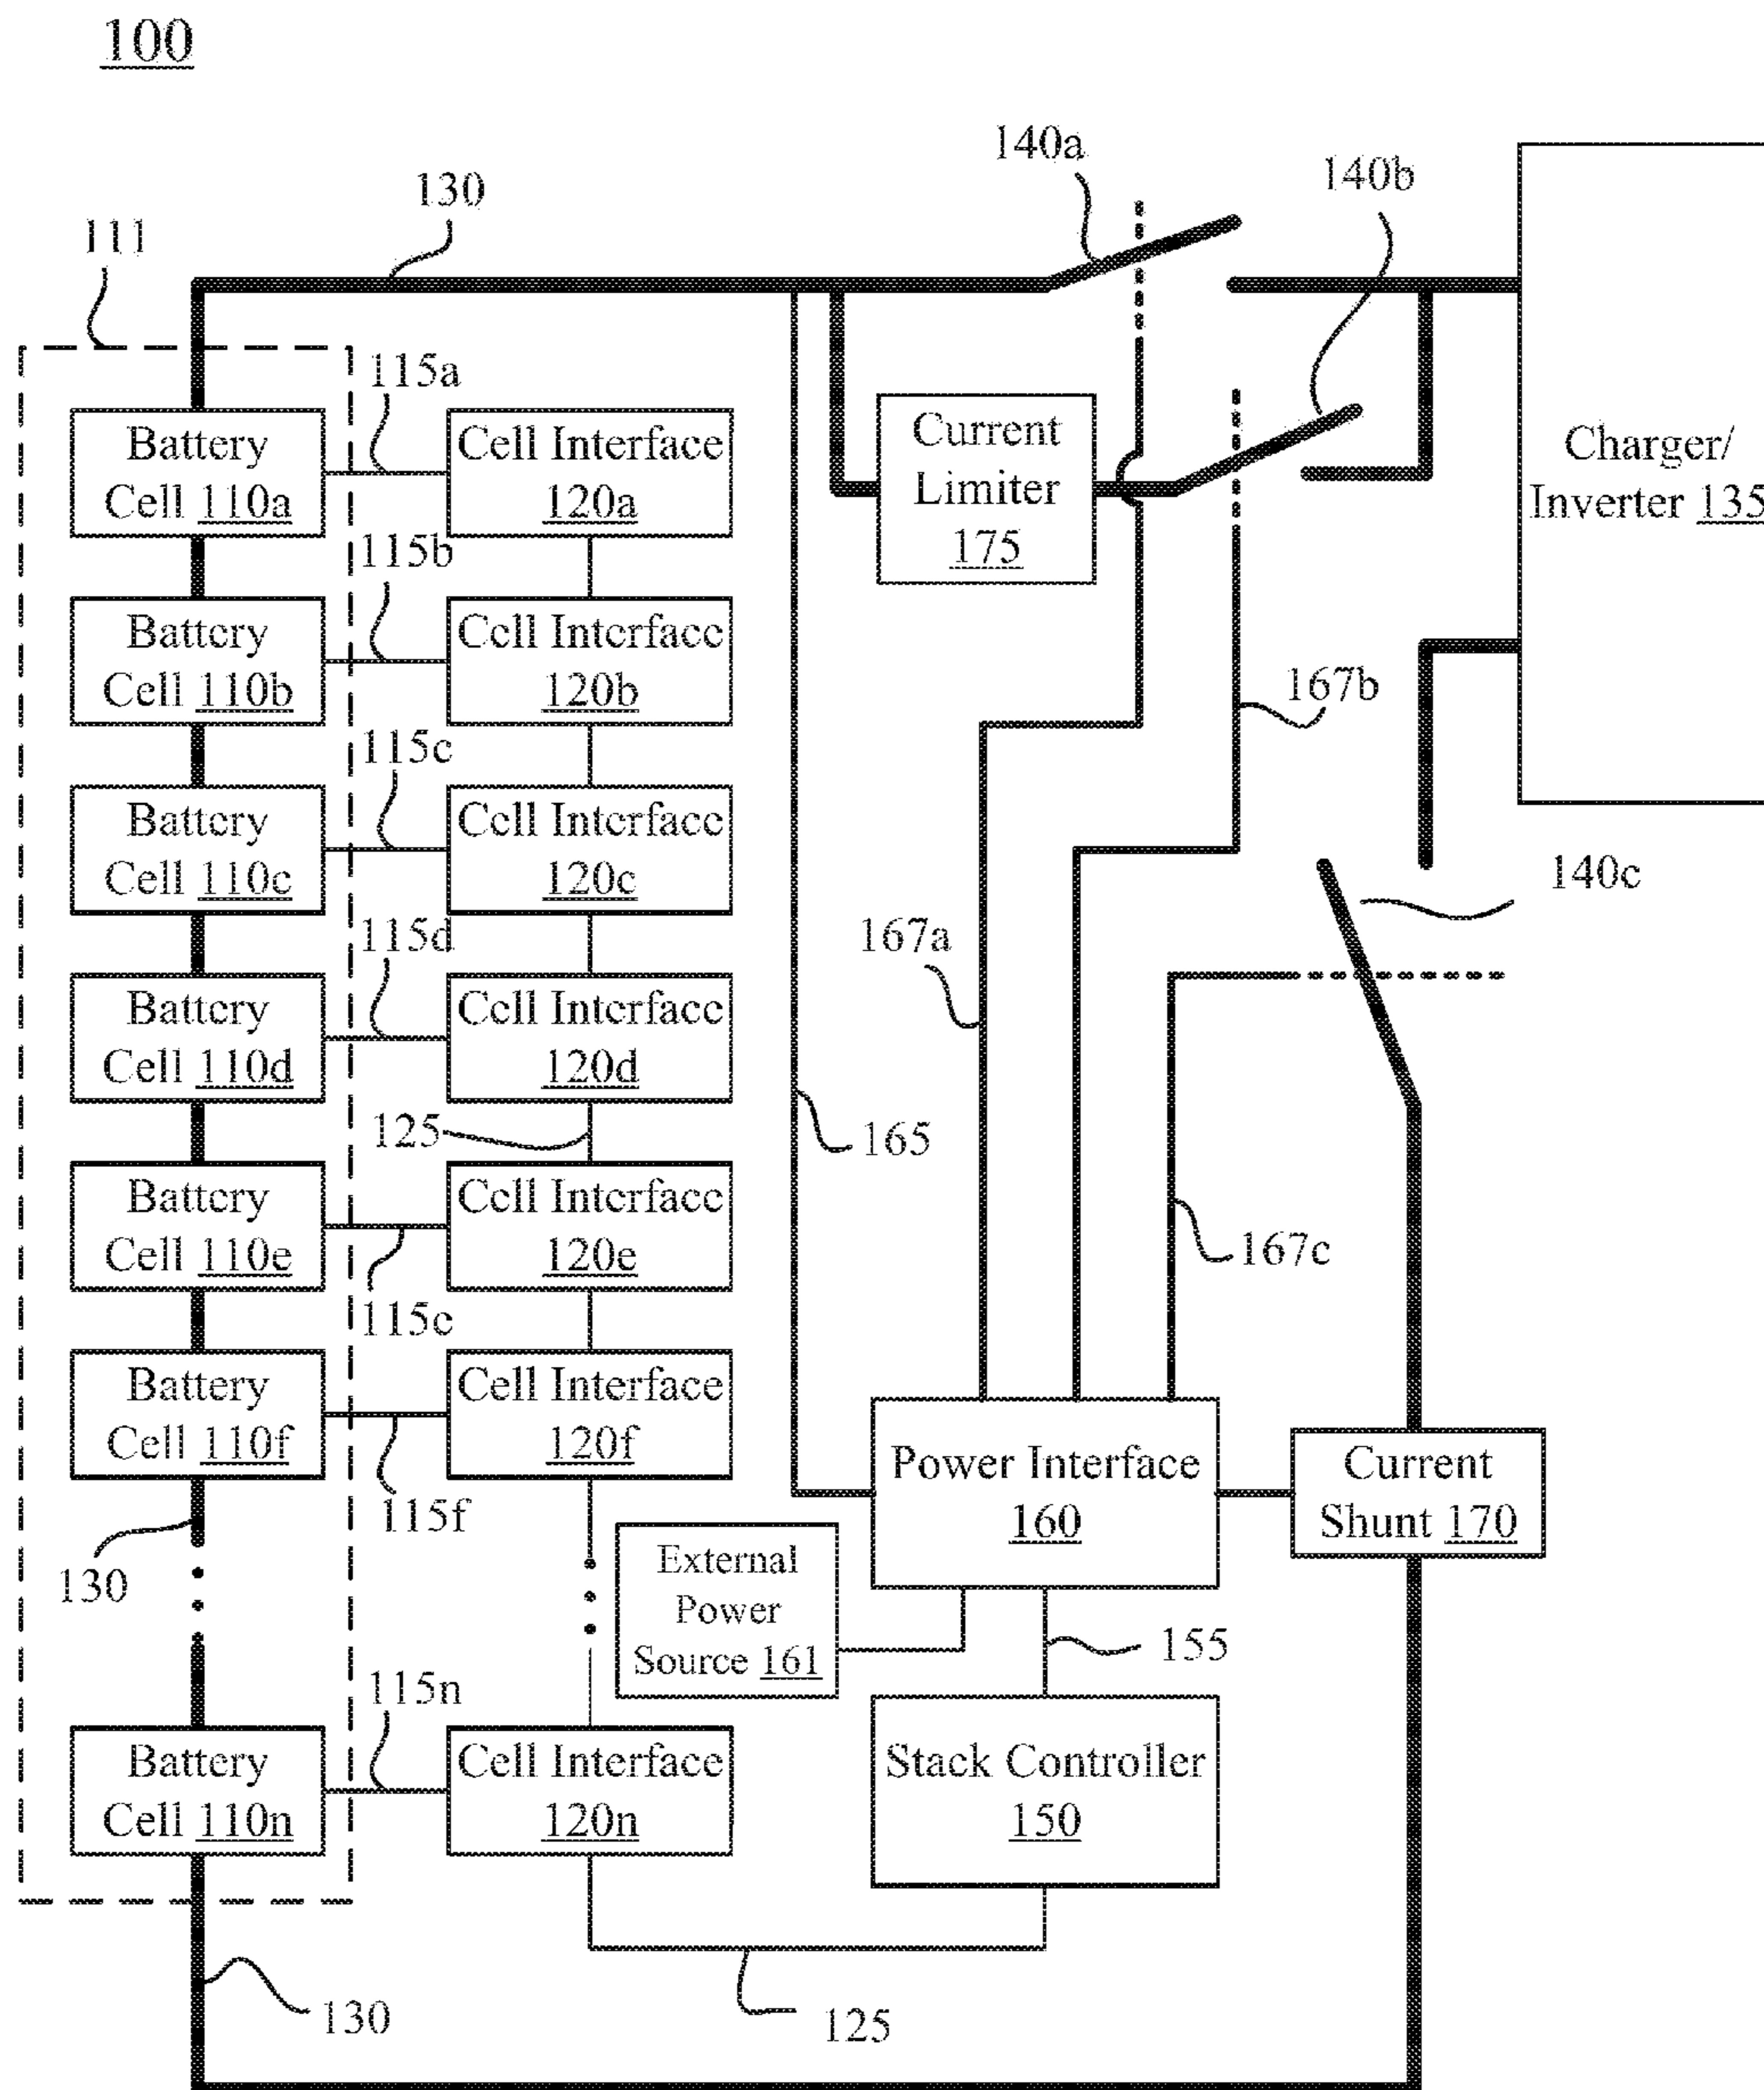 100
140a
140b
130
111
115a
Battery
Cell 110a
Cell Interface
120a
Current
Limiter
175
Charger/
Inverter 135
115b
Battery
Cell 110b
Cell Interface
120b
167b
115c
Battery
Cell 110c
Cell Interface
120c
140c
115d
167a
Battery
Cell 110d
Cell Interface
120d
125
165
Battery
Cell 110e
Cell Interface
120e
167c
115e
Battery
Cell 110f
Cell Interface
120f
115f
Power Interface
160
Current
Shunt 170
130
External
Power
Source 161
155
115n
Battery
Cell 110n
Cell Interface
120n
Stack Controller
150
130
125